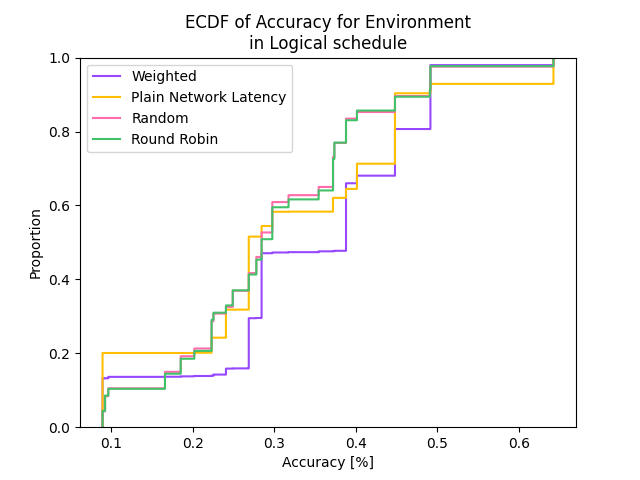 ECDF of Accuracy for Environment
in Logical schedule
Weighted
Plain Network Latency
Random
Round Robin
Proportion
1.0
0.8
0.6
0.4
0.2
0.0
0.1 0.2 0.3 0.4 0.5 0.6
Accuracy [%]